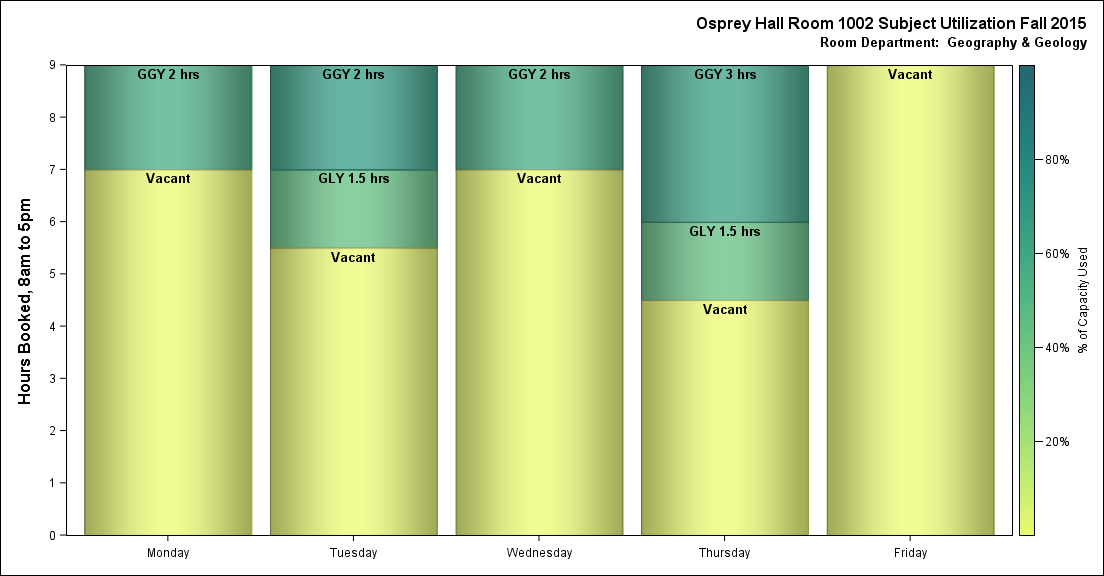 Osprey Hall Room 1002 Subject Utilization Fall 2015
Room Department:  Geography & Geology
Hours Booked, 8am to 5pm
9
8
7
6
5
4
3
2
1
0
GGY 2 hrs
Vacant
GGY 2 hrs
GLY 1.5 hrs
Vacant
GGY 2 hrs
Vacant
GGY 3 hrs
GLY 1.5 hrs
Vacant
Vacant
Monday
Tuesday
Wednesday
Thursday
Friday
80%
60%
40%
20%
% of Capacity Used